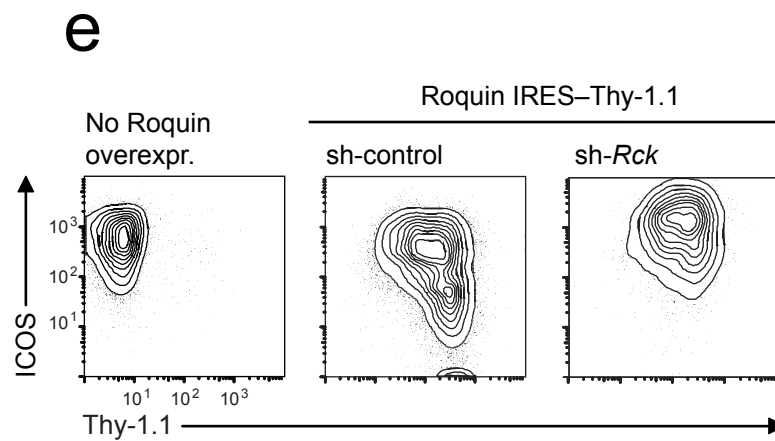 e
Roquin IRES–Thy-1.1
No Roquin
overexpr.
sh-control
sh-Rck
ICOS
10³
10²
10¹
10¹ 10² 10³
Thy-1.1